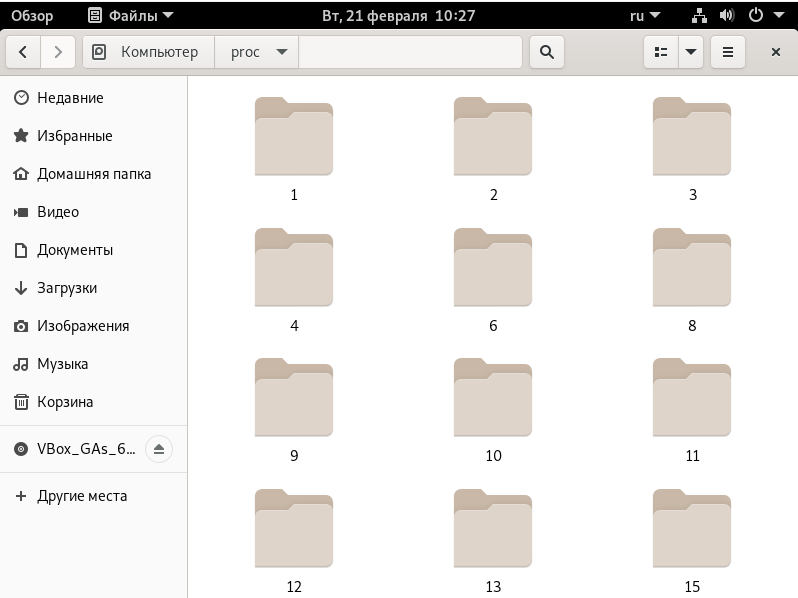 Обзор Файлы Вт, 21 февраля 10:27 ru
Компьютер proc
Недавние
Избранные
Домашняя папка
Видео
Документы
Загрузки
Изображения
Музыка
Корзина
VBox_GAs_6...
Другие места
1 2 3
4 6 8
9 10 11
12 13 15